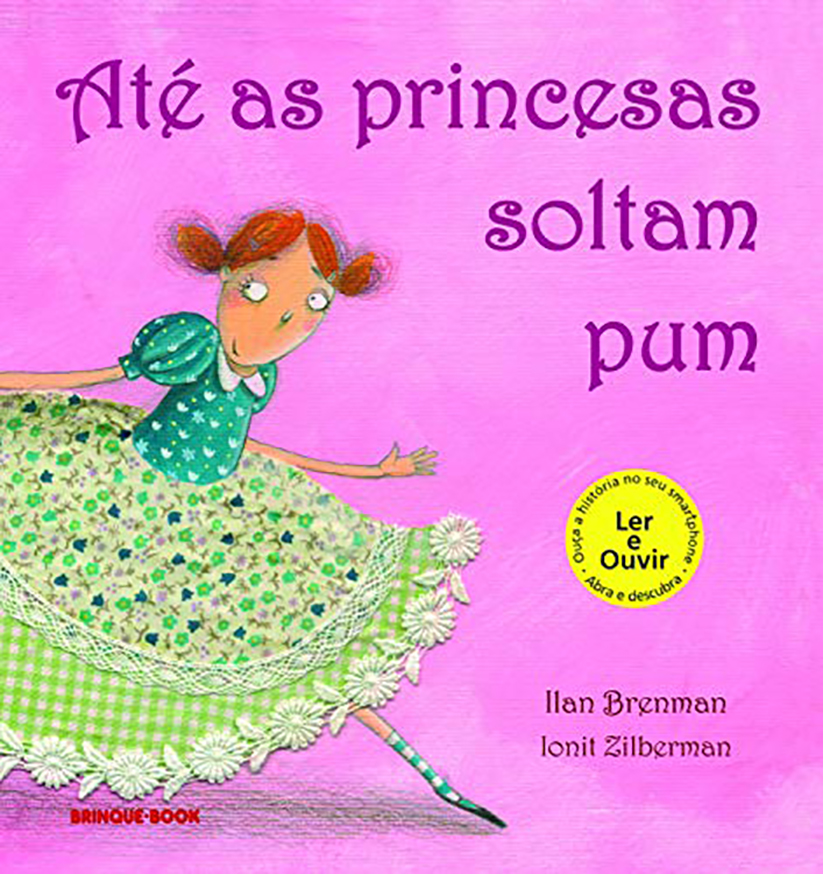 Até as princesas
soltam
pum
Ouça a história no seu smartphone
Ler
e
Ouvir
• Abra e descubra •
Ilan Brenman
Ionit Zilberman
BRINQUE-BOOK